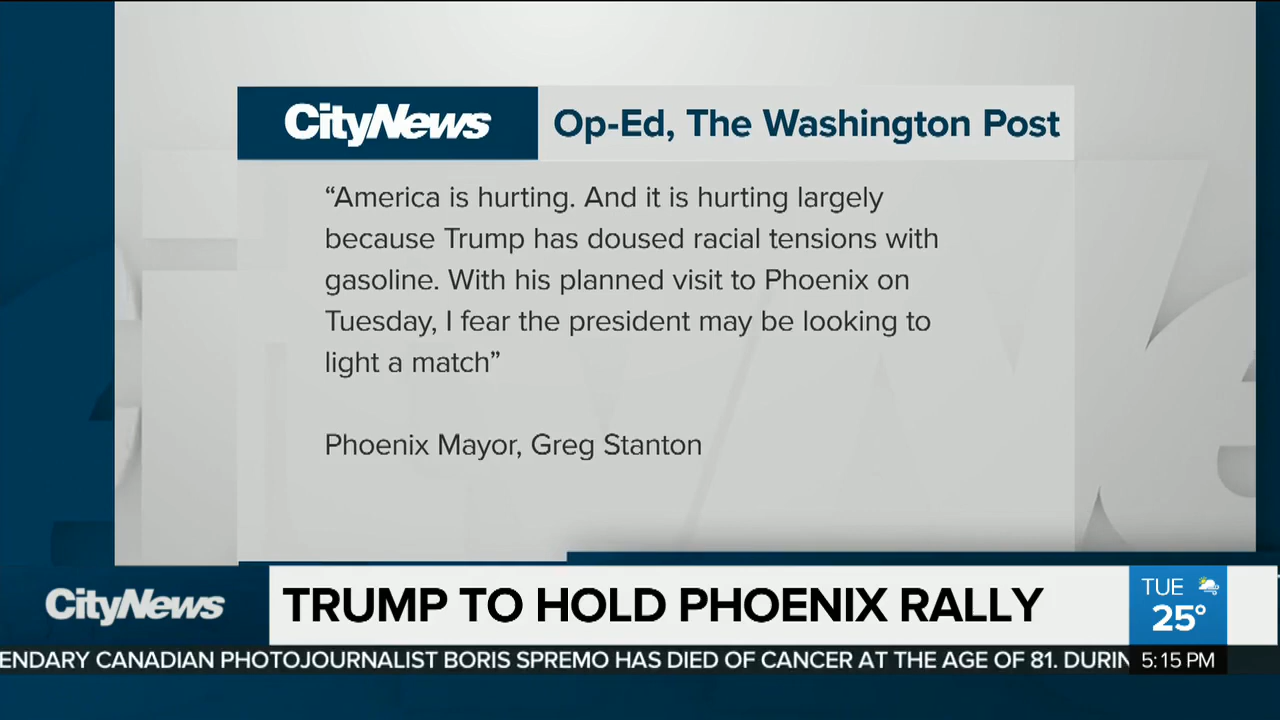 CityNews Op-Ed, The Washington Post
“America is hurting. And it is hurting largely
because Trump has doused racial tensions with
gasoline. With his planned visit to Phoenix on
Tuesday, I fear the president may be looking to
light a match”
Phoenix Mayor, Greg Stanton
CityNews TRUMP TO HOLD PHOENIX RALLY
TUE
25°
ENDARY CANADIAN PHOTOJOURNALIST BORIS SPREMO HAS DIED OF CANCER AT THE AGE OF 81. DURIN
5:15 PM